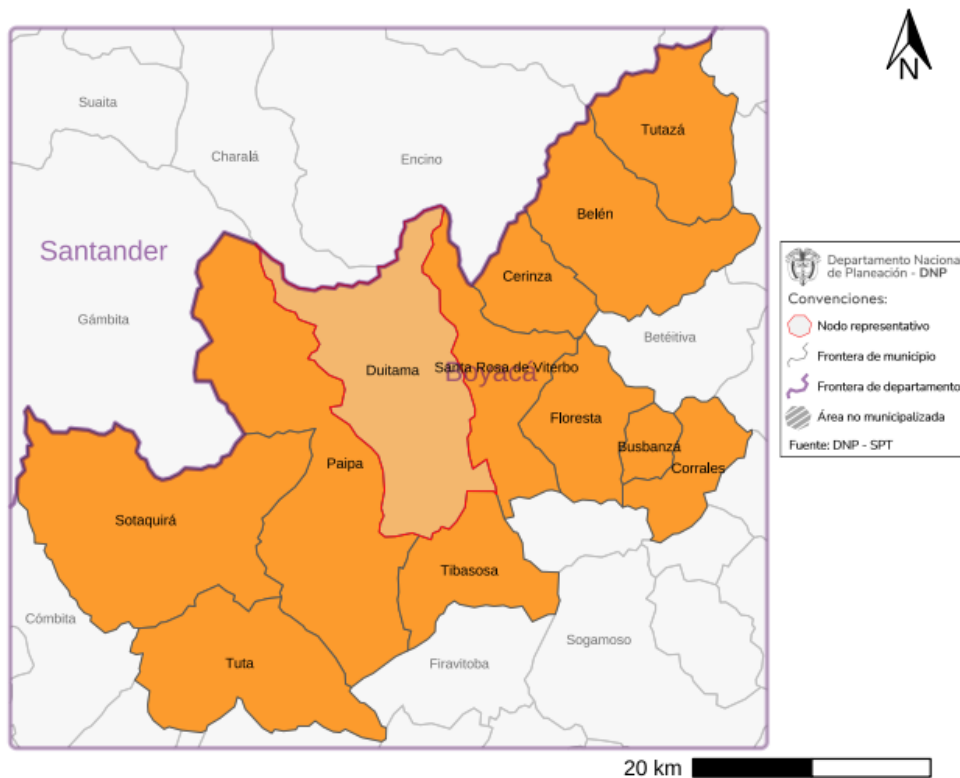 N
Suaita
Tutazá
Charalá
Encino
Belén
Santander
Cerinza
Gámbita
Betéitiva
Duitama
Santa Rosa de Viterbo
Boyacá
Floresta
Busbanzá
Paipa
Corrales
Sotaquirá
Tibasosa
Cómbita
Sogamoso
Tuta
Firavitoba
Departamento Naciona
de Planeación - DNP
Convenciones:
Nodo representativo
Frontera de municipio
Frontera de departamento
Área no municipalizada
Fuente: DNP - SPT
20 km